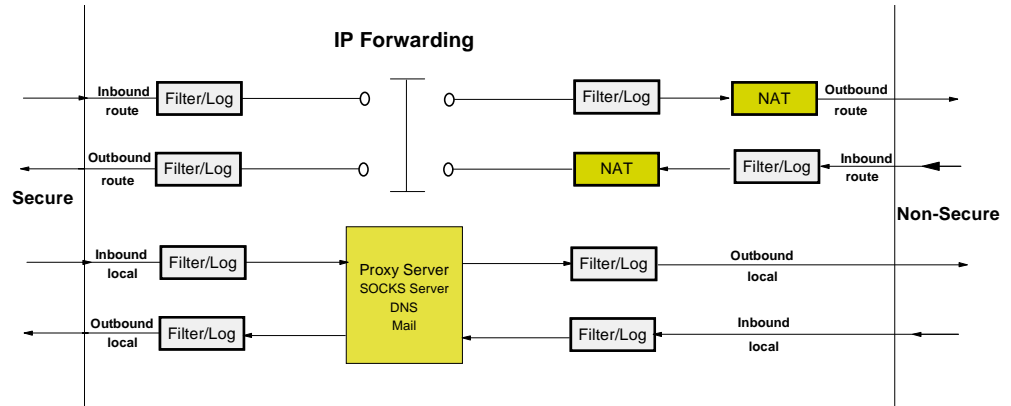 IP Forwarding
Inbound
route
Filter/Log
Filter/Log
NAT
Outbound
route
Outbound
route
Filter/Log
NAT
Filter/Log
Inbound
route
Secure
Non-Secure
Inbound
local
Filter/Log
Proxy Server
SOCKS Server
DNS
Mail
Filter/Log
Outbound
local
Outbound
local
Filter/Log
Filter/Log
Inbound
local